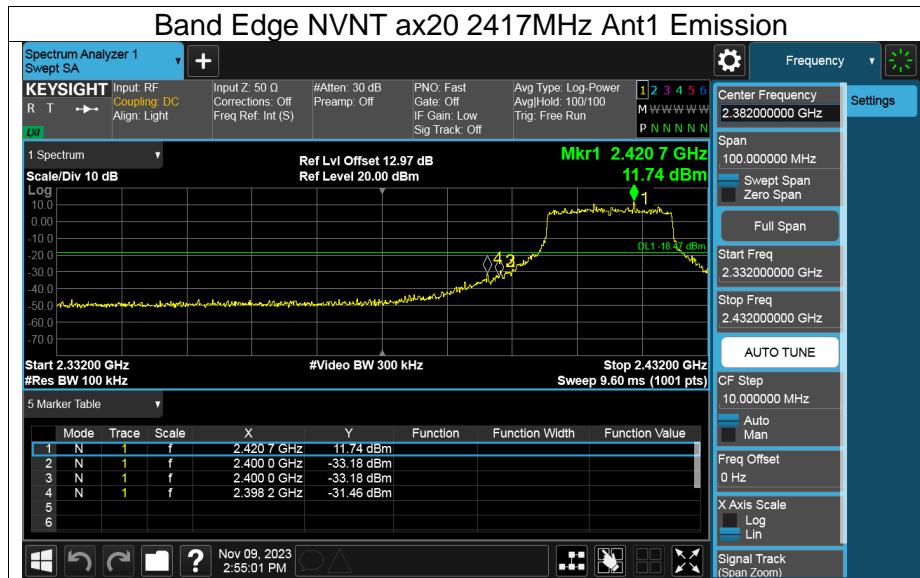 Band Edge NVNT ax20 2417MHz Ant1 Emission
Spectrum Analyzer 1
Swept SA
+
Frequency
KEYSIGHT
R T
LXI
Input: RF
Coupling: DC
Align: Light
Input Z: 50 Ω
Corrections: Off
Freq Ref: Int (S)
#Atten: 30 dB
Preamp: Off
PNO: Fast
Gate: Off
IF Gain: Low
Sig Track: Off
Avg Type: Log-Power
Avg|Hold: 100/100
Trig: Free Run
1 2 3 4 5 6
M W W W W W
P N N N N N
1 Spectrum
Scale/Div 10 dB
Ref Lvl Offset 12.97 dB
Ref Level 20.00 dBm
Mkr1 2.420 7 GHz
11.74 dBm
Log
10.0
0.00
-10.0
-20.0
-30.0
-40.0
-50.0
-60.0
-70.0
1
DL1 -18.47 dBm
4
Start 2.33200 GHz
#Video BW 300 kHz
Stop 2.43200 GHz
#Res BW 100 kHz
Sweep 9.60 ms (1001 pts)
5 Marker Table
Mode Trace Scale X Y Function Function Width Function Value
1 N 1 f 2.420 7 GHz 11.74 dBm
2 N 1 f 2.400 0 GHz -33.18 dBm
3 N 1 f 2.400 0 GHz -33.18 dBm
4 N 1 f 2.398 2 GHz -31.46 dBm
5
6
Center Frequency
2.382000000 GHz
Settings
Span
100.000000 MHz
Swept Span
Zero Span
Full Span
Start Freq
2.332000000 GHz
Stop Freq
2.432000000 GHz
AUTO TUNE
CF Step
10.000000 MHz
Auto
Man
Freq Offset
0 Hz
X Axis Scale
Log
Lin
Signal Track
(Span Zoom)
?
Nov 09, 2023
2:55:01 PM